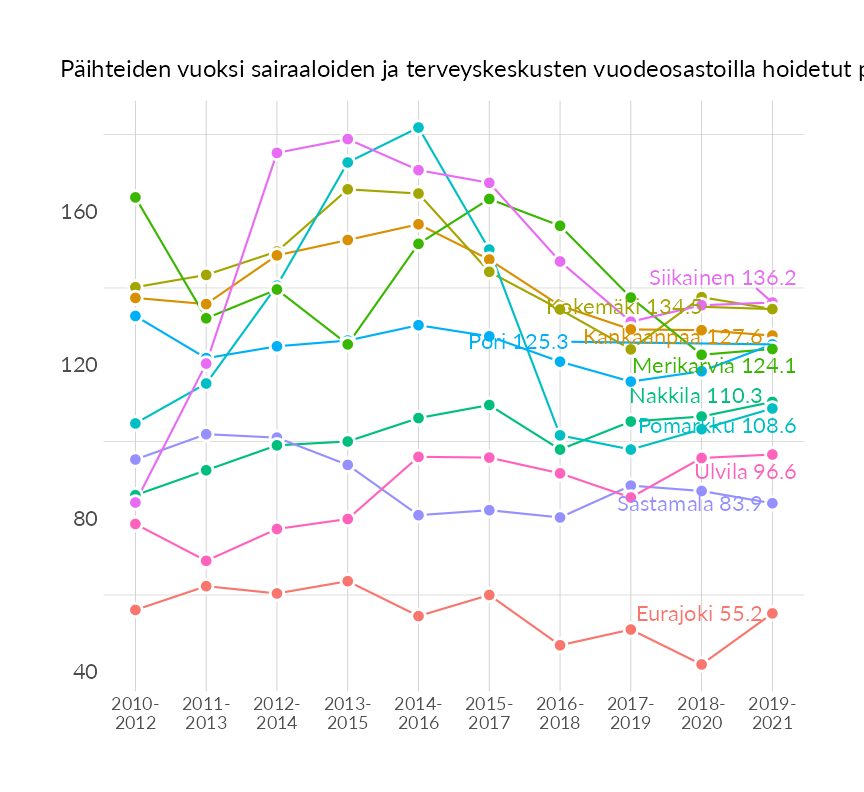 Päihteiden vuoksi sairaaloiden ja terveyskeskusten vuodeosastoilla hoidetut
160
120
80
40
Siikainen 136.2
Kokemäki 134.5
Kankaanpää 127.6
Pori 125.3
Merikarvia 124.1
Nakkila 110.3
Pomarkku 108.6
Ulvila 96.6
Sastamala 83.9
Eurajoki 55.2
2010- 2011- 2012- 2013- 2014- 2015- 2016- 2017- 2018- 2019-
2012 2013 2014 2015 2016 2017 2018 2019 2020 2021